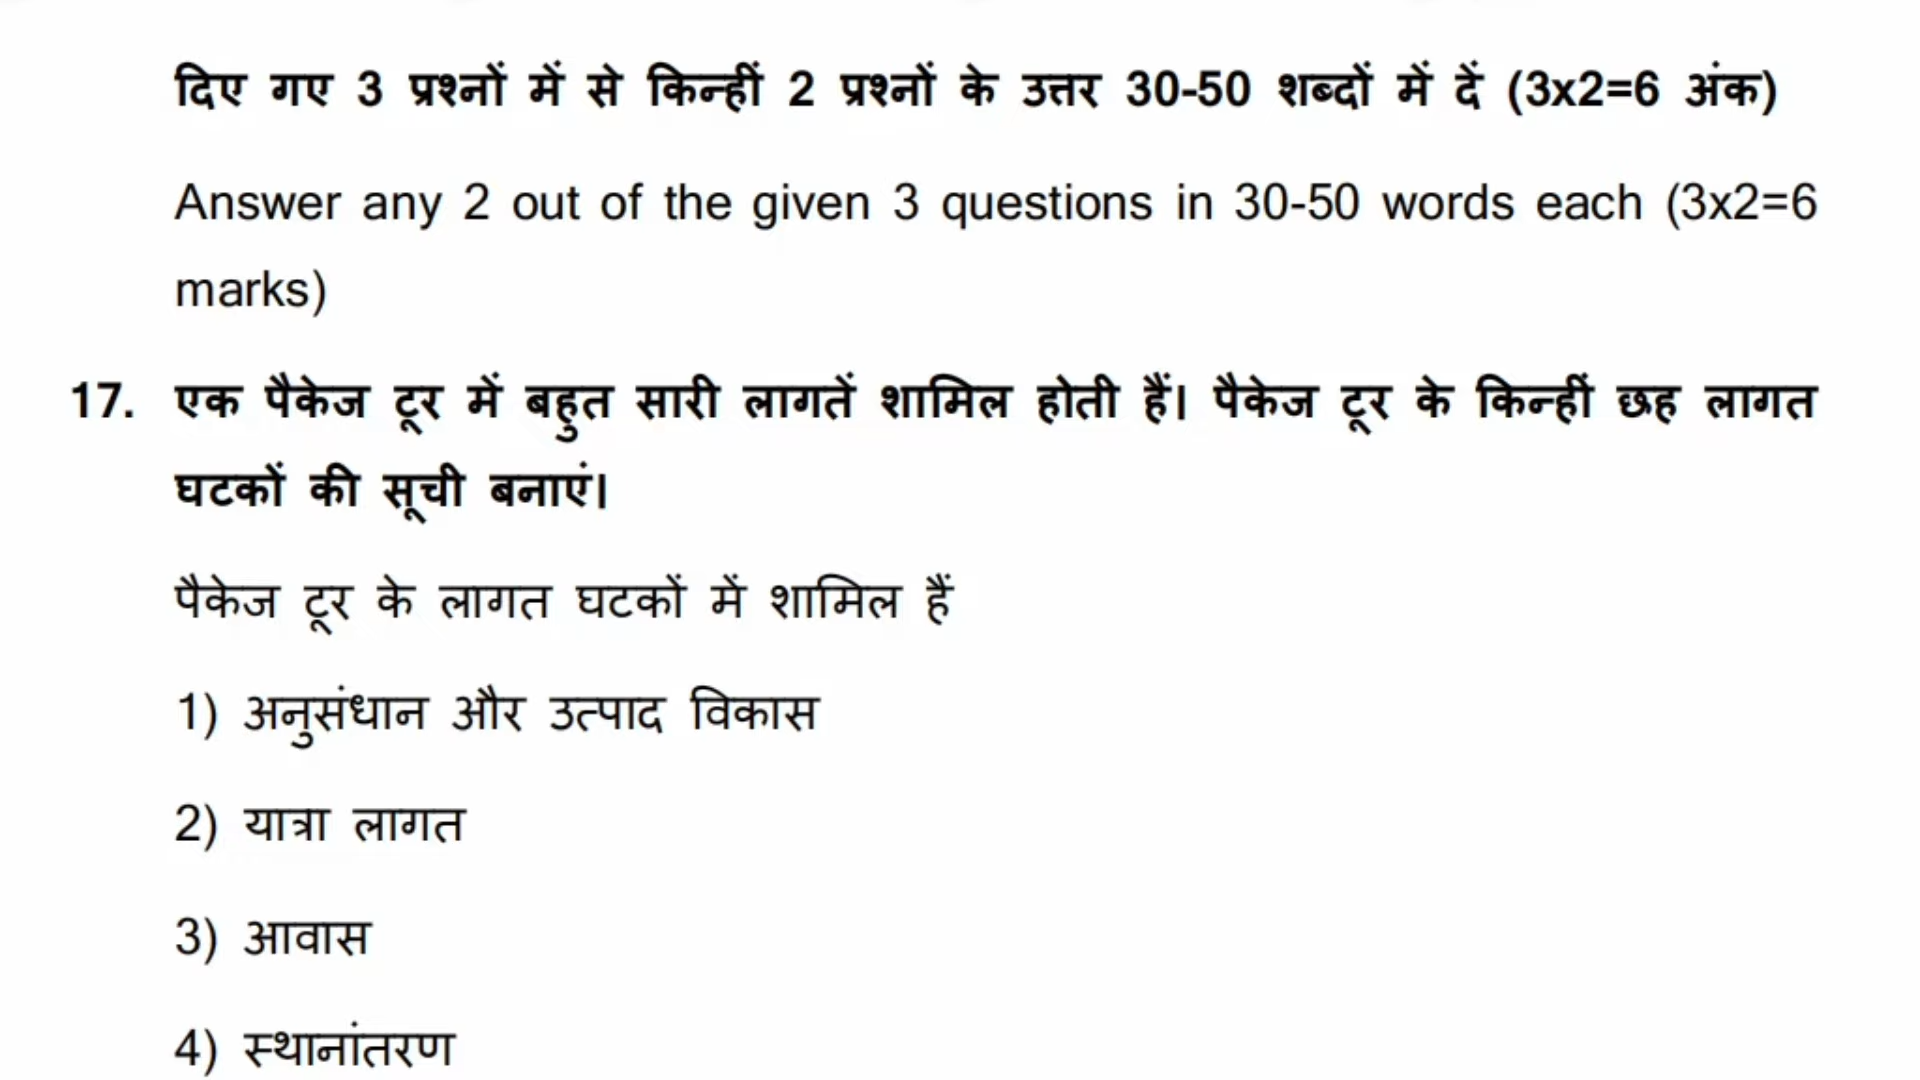 दिए गए 3 प्रश्नों में से किन्हीं 2 प्रश्नों के उत्तर 30-50 शब्दों में दें (3x2=6 अंक)
Answer any 2 out of the given 3 questions in 30-50 words each (3x2=6
marks)
17. एक पैकेज टूर में बहुत सारी लागतें शामिल होती हैं। पैकेज टूर के किन्हीं छह लागत
घटकों की सूची बनाएं।
पैकेज टूर के लागत घटकों में शामिल हैं
1) अनुसंधान और उत्पाद विकास
2) यात्रा लागत
3) आवास
4) स्थानांतरण